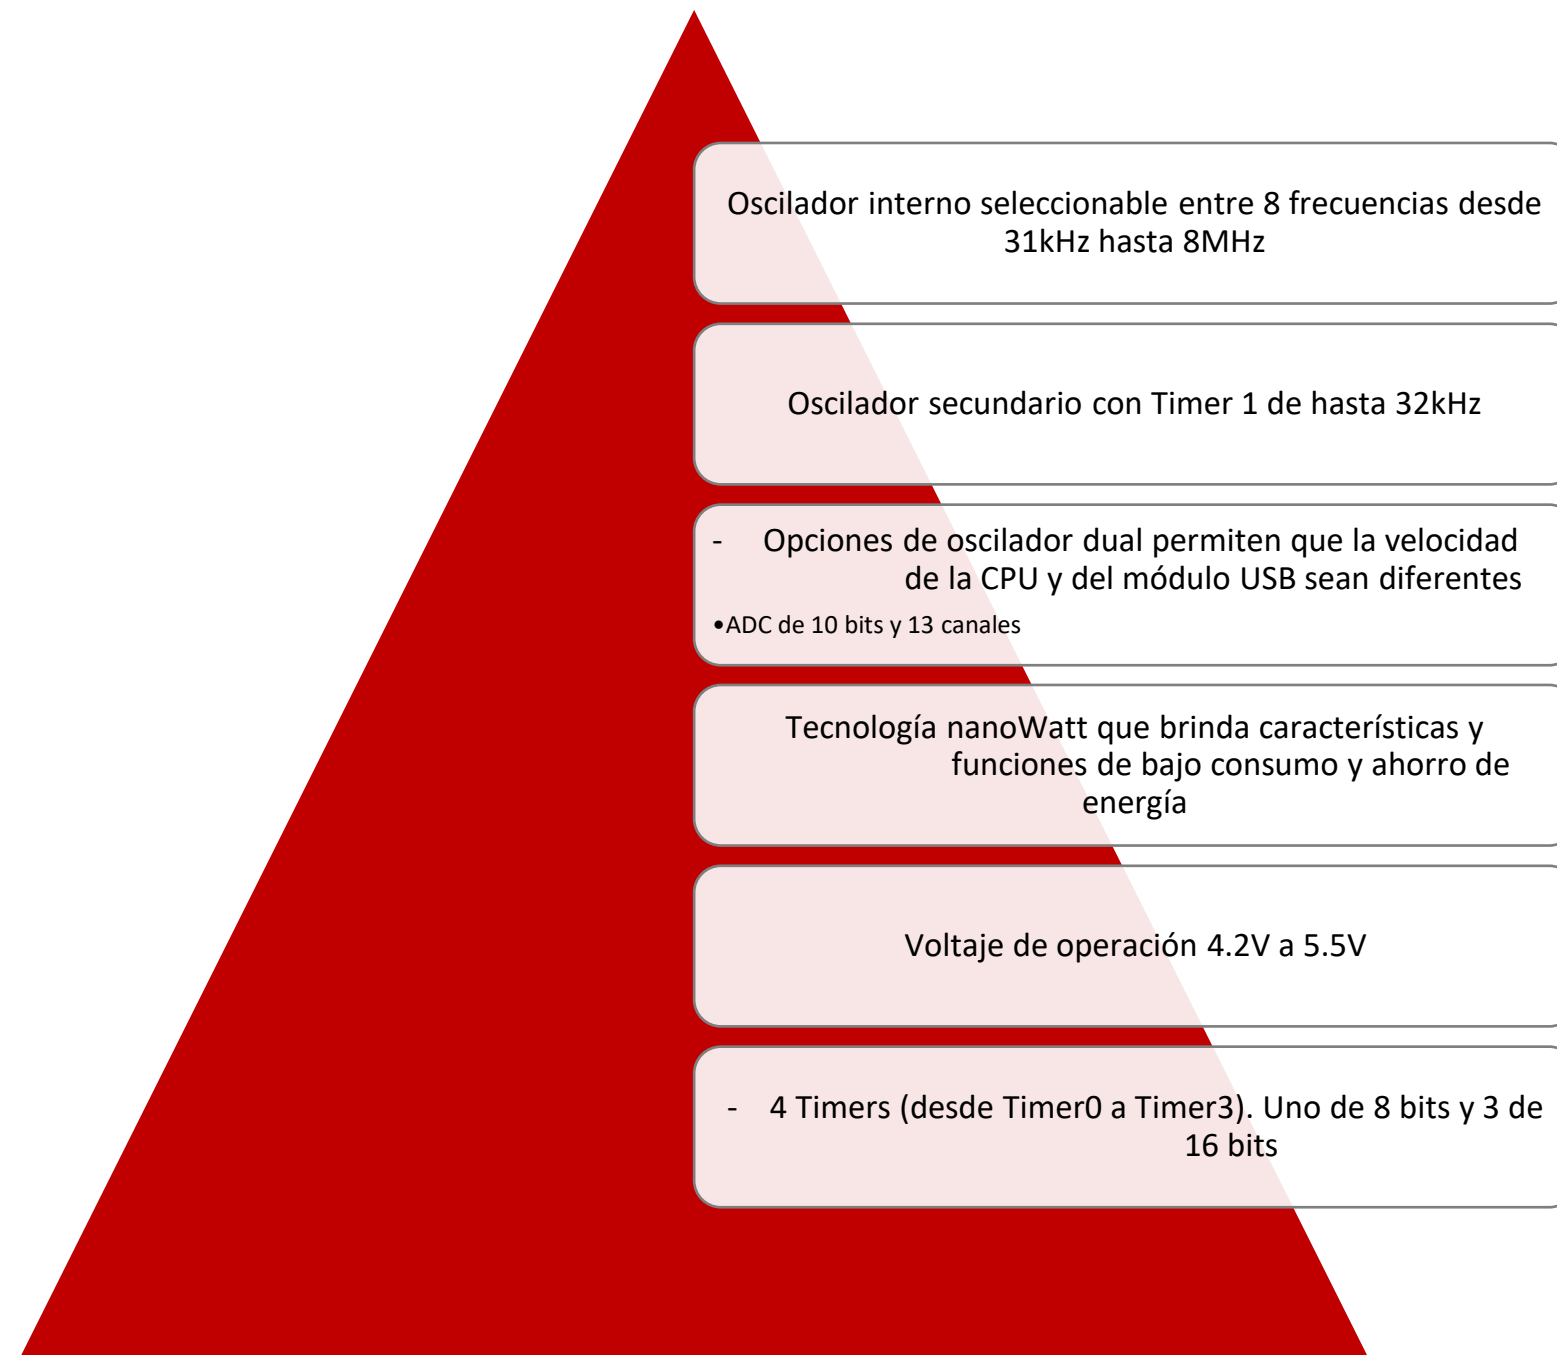 Oscilador interno seleccionable entre 8 frecuencias desde
31kHz hasta 8MHz
Oscilador secundario con Timer 1 de hasta 32kHz
- Opciones de oscilador dual permiten que la velocidad
de la CPU y del módulo USB sean diferentes
•ADC de 10 bits y 13 canales
Tecnología nanoWatt que brinda características y
funciones de bajo consumo y ahorro de
energía
Voltaje de operación 4.2V a 5.5V
- 4 Timers (desde Timer0 a Timer3). Uno de 8 bits y 3 de
16 bits